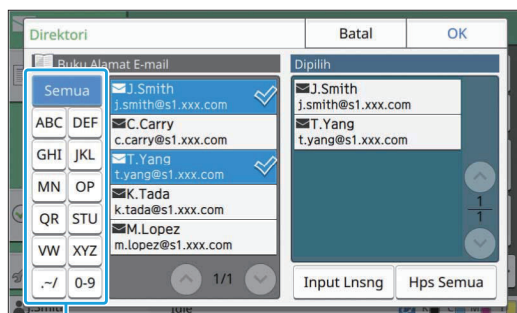 Direktori
Batal
OK
Buku Alamat E-mail
Dipilih
Semua
ABC DEF
GHI JKL
MN OP
QR STU
VW XYZ
.~/ 0-9
J.Smith
j.smith@s1.xxx.com
C.Carry
c.carry@s1.xxx.com
T.Yang
t.yang@s1.xxx.com
K.Tada
k.tada@s1.xxx.com
M.Lopez
m.lopez@s1.xxx.com
1/1
J.Smith
j.smith@s1.xxx.com
T.Yang
t.yang@s1.xxx.com
1
1
Input Lnsng
Hps Semua
J.Smith
Idle